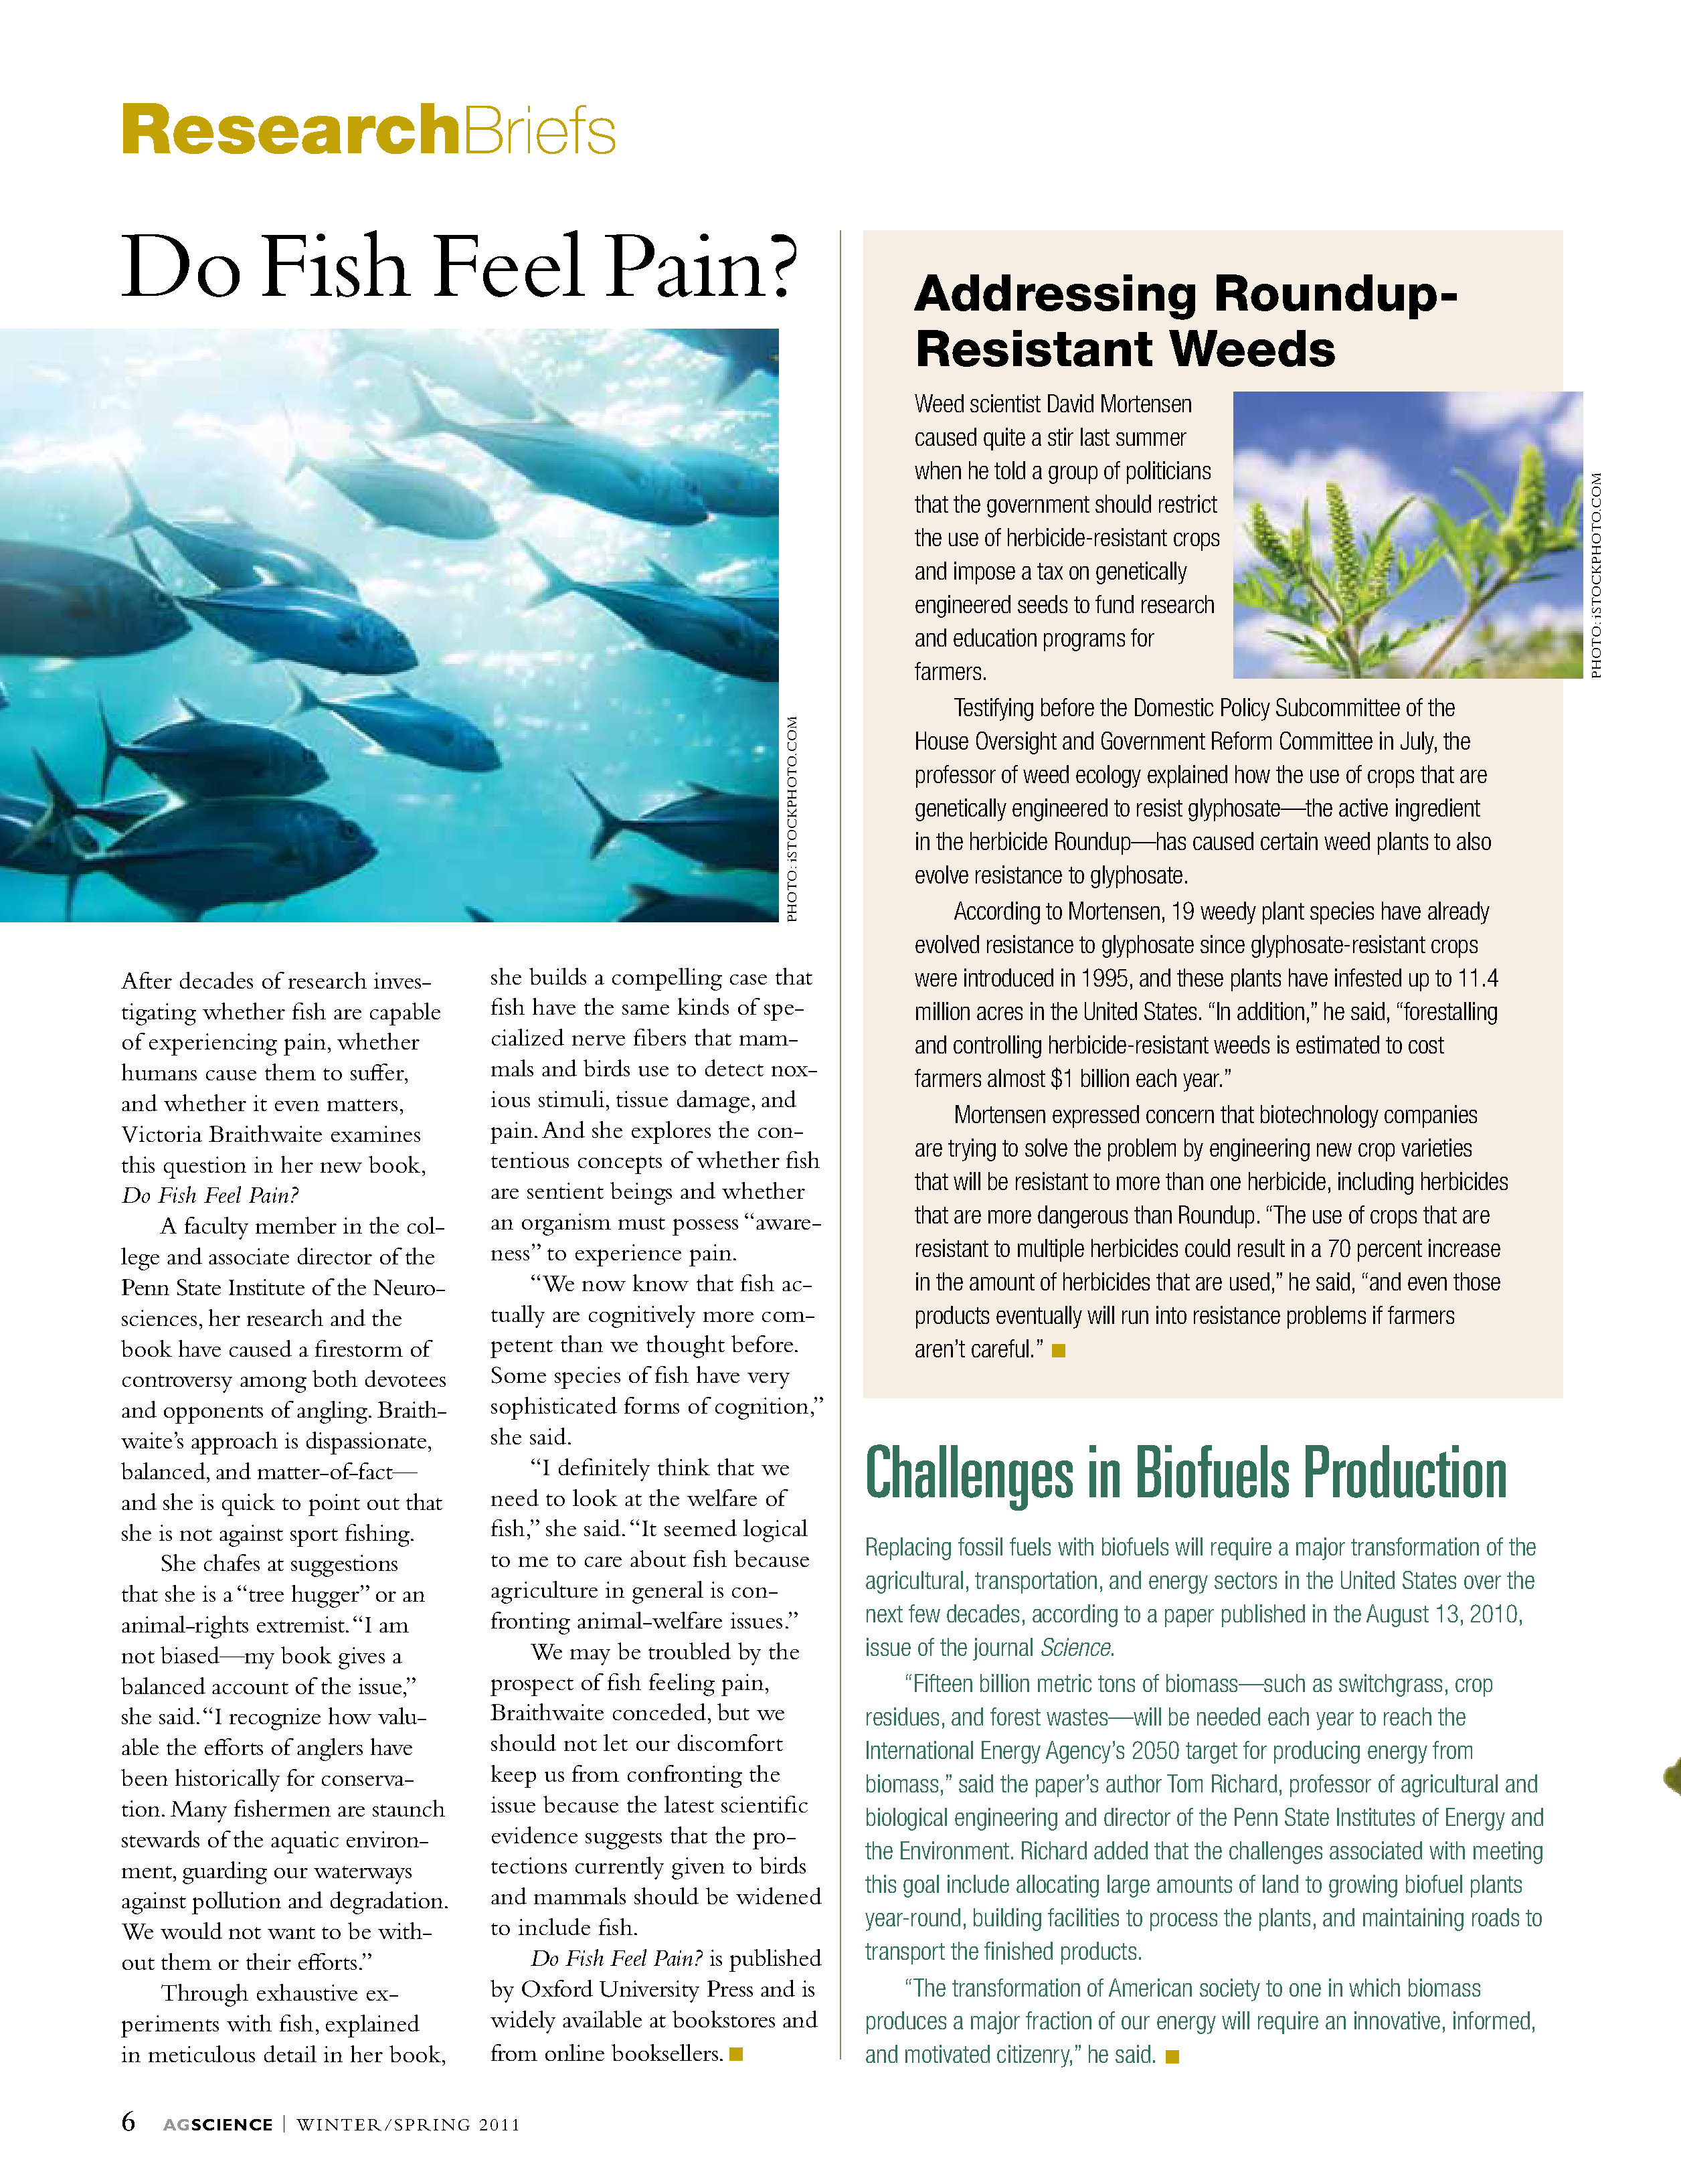 ResearchBriefs
Do Fish Feel Pain?
PHOTO: iSTOCKPHOTO.COM
After decades of research inves-
tigating whether fish are capable
of experiencing pain, whether
humans cause them to suffer,
and whether it even matters,
Victoria Braithwaite examines
this question in her new book,
Do Fish Feel Pain?
A faculty member in the col-
lege and associate director of the
Penn State Institute of the Neuro-
sciences, her research and the
book have caused a firestorm of
controversy among both devotees
and opponents of angling. Braith-
waite’s approach is dispassionate,
balanced, and matter-of-fact—
and she is quick to point out that
she is not against sport fishing.
She chafes at suggestions
that she is a “tree hugger” or an
animal-rights extremist. “I am
not biased—my book gives a
balanced account of the issue,”
she said. “I recognize how valu-
able the efforts of anglers have
been historically for conserva-
tion. Many fishermen are staunch
stewards of the aquatic environ-
ment, guarding our waterways
against pollution and degradation.
We would not want to be with-
out them or their efforts.”
Through exhaustive ex-
periments with fish, explained
in meticulous detail in her book,
she builds a compelling case that
fish have the same kinds of spe-
cialized nerve fibers that mam-
mals and birds use to detect nox-
ious stimuli, tissue damage, and
pain. And she explores the con-
tentious concepts of whether fish
are sentient beings and whether
an organism must possess “aware-
ness” to experience pain.
“We now know that fish ac-
tually are cognitively more com-
petent than we thought before.
Some species of fish have very
sophisticated forms of cognition,”
she said.
“I definitely think that we
need to look at the welfare of
fish,” she said. “It seemed logical
to me to care about fish because
agriculture in general is con-
fronting animal-welfare issues.”
We may be troubled by the
prospect of fish feeling pain,
Braithwaite conceded, but we
should not let our discomfort
keep us from confronting the
issue because the latest scientific
evidence suggests that the pro-
tections currently given to birds
and mammals should be widened
to include fish.
Do Fish Feel Pain? is published
by Oxford University Press and is
widely available at bookstores and
from online booksellers. ■
Addressing Roundup-
Resistant Weeds
Weed scientist David Mortensen
caused quite a stir last summer
when he told a group of politicians
that the government should restrict
the use of herbicide-resistant crops
and impose a tax on genetically
engineered seeds to fund research
and education programs for
farmers.
PHOTO: iSTOCKPHOTO.COM
Testifying before the Domestic Policy Subcommittee of the
House Oversight and Government Reform Committee in July, the
professor of weed ecology explained how the use of crops that are
genetically engineered to resist glyphosate—the active ingredient
in the herbicide Roundup—has caused certain weed plants to also
evolve resistance to glyphosate.
According to Mortensen, 19 weedy plant species have already
evolved resistance to glyphosate since glyphosate-resistant crops
were introduced in 1995, and these plants have infested up to 11.4
million acres in the United States. “In addition,” he said, “forestalling
and controlling herbicide-resistant weeds is estimated to cost
farmers almost $1 billion each year.”
Mortensen expressed concern that biotechnology companies
are trying to solve the problem by engineering new crop varieties
that will be resistant to more than one herbicide, including herbicides
that are more dangerous than Roundup. “The use of crops that are
resistant to multiple herbicides could result in a 70 percent increase
in the amount of herbicides that are used,” he said, “and even those
products eventually will run into resistance problems if farmers
aren’t careful.” ■
Challenges in Biofuels Production
Replacing fossil fuels with biofuels will require a major transformation of the
agricultural, transportation, and energy sectors in the United States over the
next few decades, according to a paper published in the August 13, 2010,
issue of the journal Science.
“Fifteen billion metric tons of biomass—such as switchgrass, crop
residues, and forest wastes—will be needed each year to reach the
International Energy Agency’s 2050 target for producing energy from
biomass,” said the paper’s author Tom Richard, professor of agricultural and
biological engineering and director of the Penn State Institutes of Energy and
the Environment. Richard added that the challenges associated with meeting
this goal include allocating large amounts of land to growing biofuel plants
year-round, building facilities to process the plants, and maintaining roads to
transport the finished products.
“The transformation of American society to one in which biomass
produces a major fraction of our energy will require an innovative, informed,
and motivated citizenry,” he said. ■
6 AGSCIENCE | WINTER/SPRING 2011